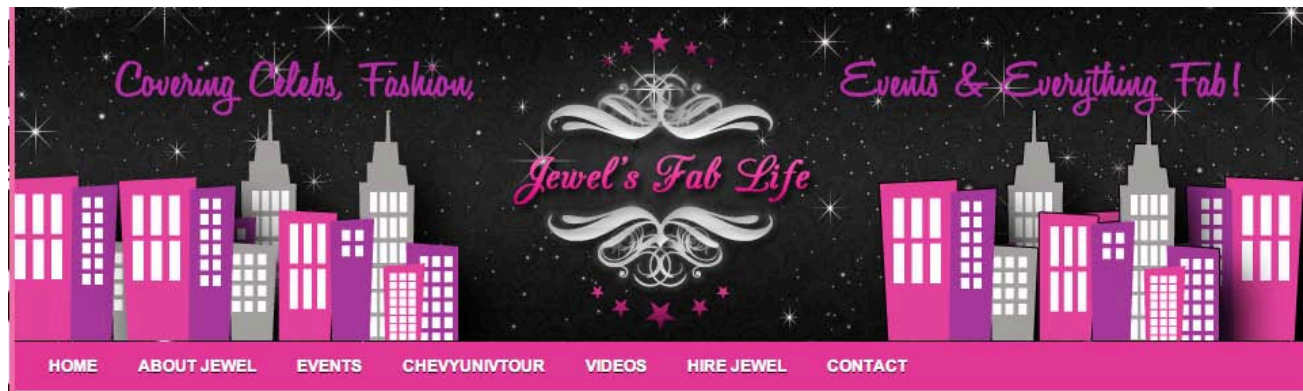 Covering Celebs, Fashion,
Events & Everything Fab!
Jewel's Fab Life
HOME ABOUT JEWEL EVENTS CHEVYUNIVTOUR VIDEOS HIRE JEWEL CONTACT